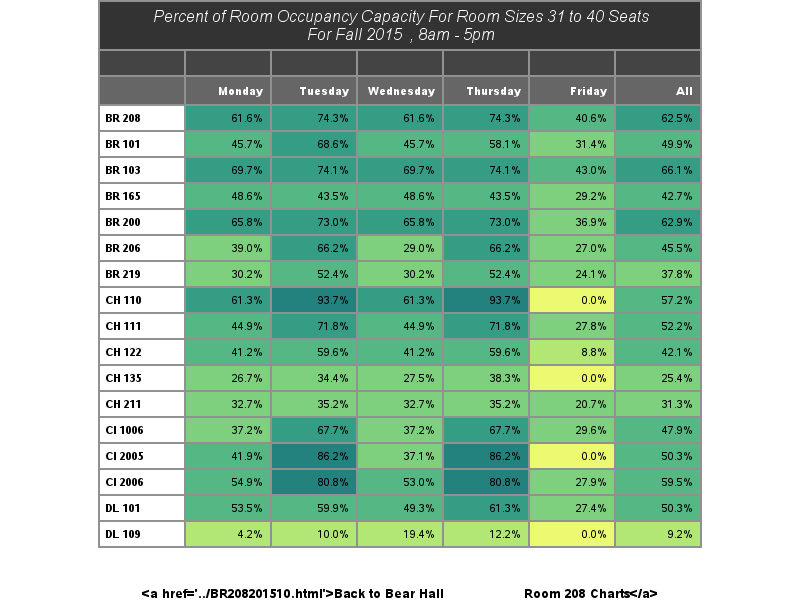 Percent of Room Occupancy Capacity For Room Sizes 31 to 40 Seats
For Fall 2015 , 8am - 5pm
Monday Tuesday Wednesday Thursday Friday All
BR 208 61.6% 74.3% 61.6% 74.3% 40.6% 62.5%
BR 101 45.7% 68.6% 45.7% 58.1% 31.4% 49.9%
BR 103 69.7% 74.1% 69.7% 74.1% 43.0% 66.1%
BR 165 48.6% 43.5% 48.6% 43.5% 29.2% 42.7%
BR 200 65.8% 73.0% 65.8% 73.0% 36.9% 62.9%
BR 206 39.0% 66.2% 29.0% 66.2% 27.0% 45.5%
BR 219 30.2% 52.4% 30.2% 52.4% 24.1% 37.8%
CH 110 61.3% 93.7% 61.3% 93.7% 0.0% 57.2%
CH 111 44.9% 71.8% 44.9% 71.8% 27.8% 52.2%
CH 122 41.2% 59.6% 41.2% 59.6% 8.8% 42.1%
CH 135 26.7% 34.4% 27.5% 38.3% 0.0% 25.4%
CH 211 32.7% 35.2% 32.7% 35.2% 20.7% 31.3%
CI 1006 37.2% 67.7% 37.2% 67.7% 29.6% 47.9%
CI 2005 41.9% 86.2% 37.1% 86.2% 0.0% 50.3%
CI 2006 54.9% 80.8% 53.0% 80.8% 27.9% 59.5%
DL 101 53.5% 59.9% 49.3% 61.3% 27.4% 50.3%
DL 109 4.2% 10.0% 19.4% 12.2% 0.0% 9.2%
<a href='../BR208201510.html'>Back to Bear Hall Room 208 Charts</a>